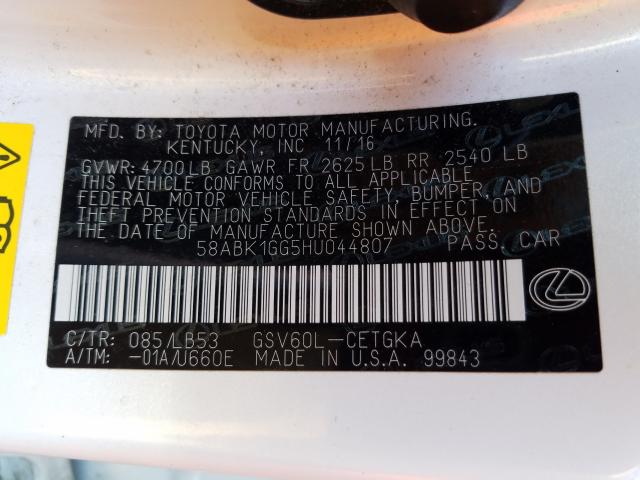 MFD. BY: TOYOTA MOTOR MANUFACTURING.
KENTUCKY, INC 11/16
GVWR: 4700LB GAWR FR 2625LB RR 2540 LB
THIS VEHICLE CONFORMS TO ALL APPLICABLE
FEDERAL MOTOR VEHICLE SAFETY, BUMPER, AND
THEFT PREVENTION STANDARDS IN EFFECT ON
THE DATE OF MANUFACTURE SHOWN ABOVE.
58ABK1GG5HU044807 PASS. CAR
C/TR: 085/LB53 GSV60L-CETGKA
A/TM: -01A/U660E MADE IN U.S.A. 99843